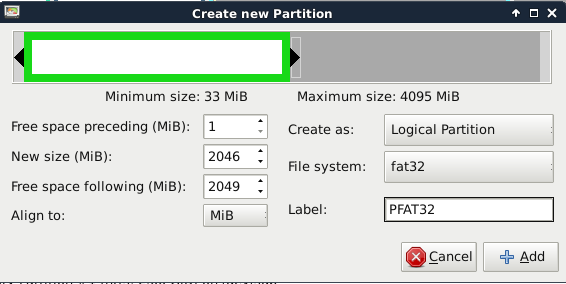 Create new Partition
Minimum size: 33 MiB Maximum size: 4095 MiB
Free space preceding (MiB): 1 Create as: Logical Partition
New size (MiB): 2046
File system: fat32
Free space following (MiB): 2049
Label: PFAT32
Align to: MiB
Cancel Add